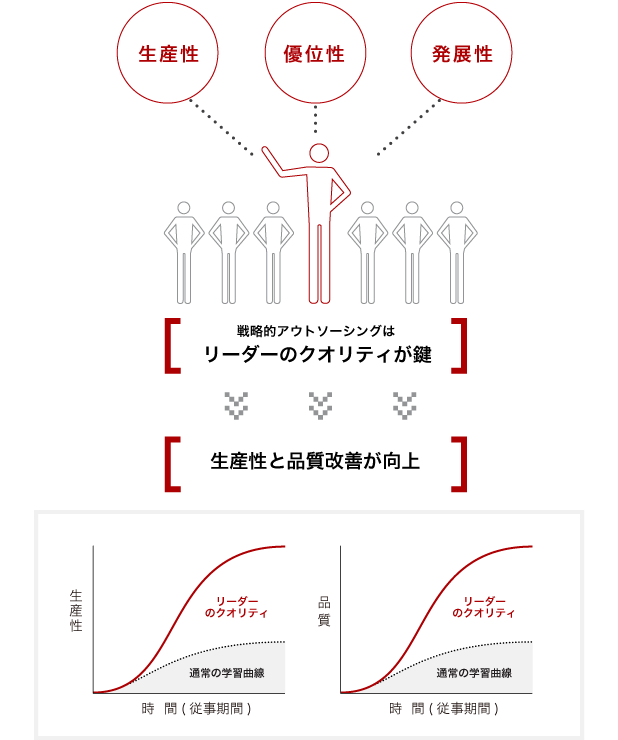 生産性
優位性
発展性
戦略的アウトソーシングは
リーダーのクオリティが鍵
生産性と品質改善が向上
生産性
リーダー
のクオリティ
通常の学習曲線
時 間 ( 従事期間 )
品質
リーダー
のクオリティ
通常の学習曲線
時 間 ( 従事期間 )